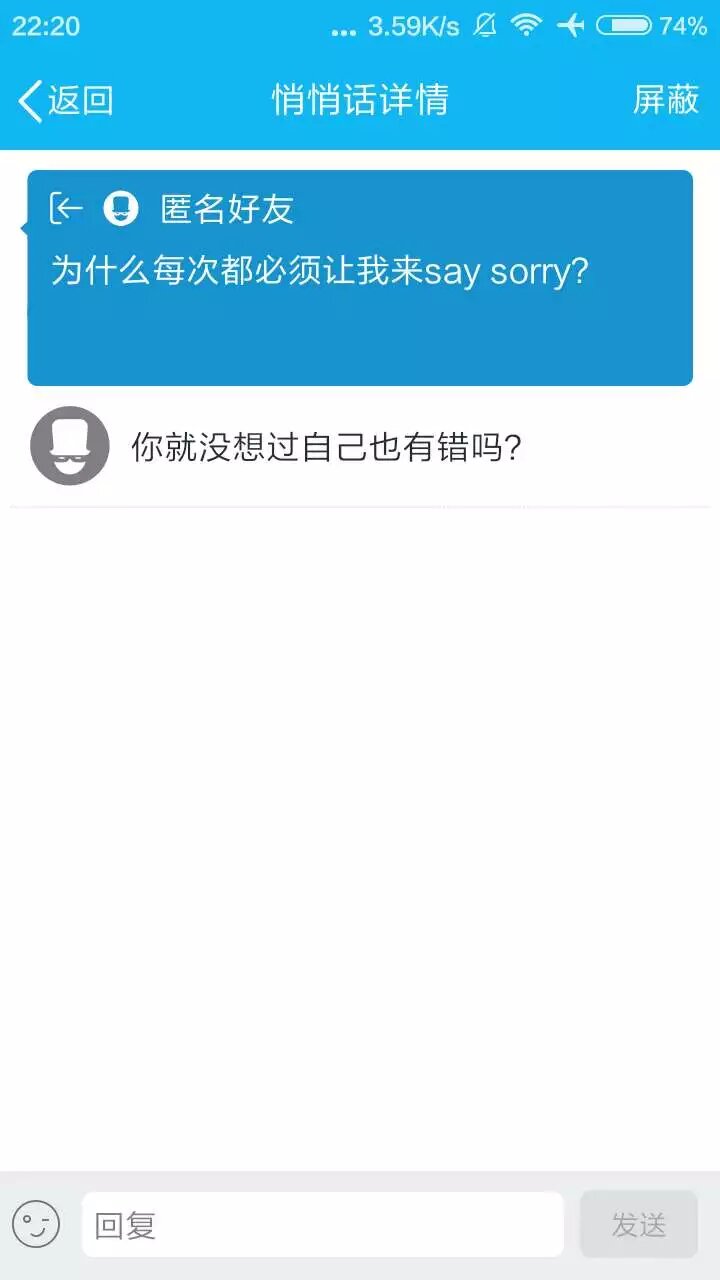 22:20 ... 3.59K/s 74%
返回 悄悄话详情 屏蔽
匿名好友
为什么每次都必须让我来say sorry?
你就没想过自己也有错吗?
回复 发送